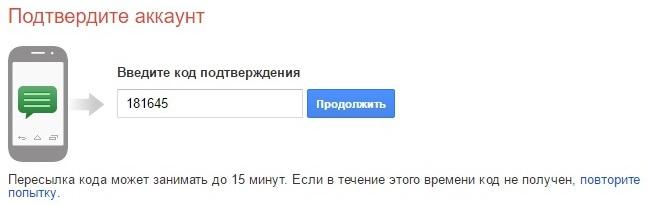 Подтвердите аккаунт
Введите код подтверждения
181645 Продолжить
Пересылка кода может занимать до 15 минут. Если в течение этого времени код не получен, повторите
попытку.